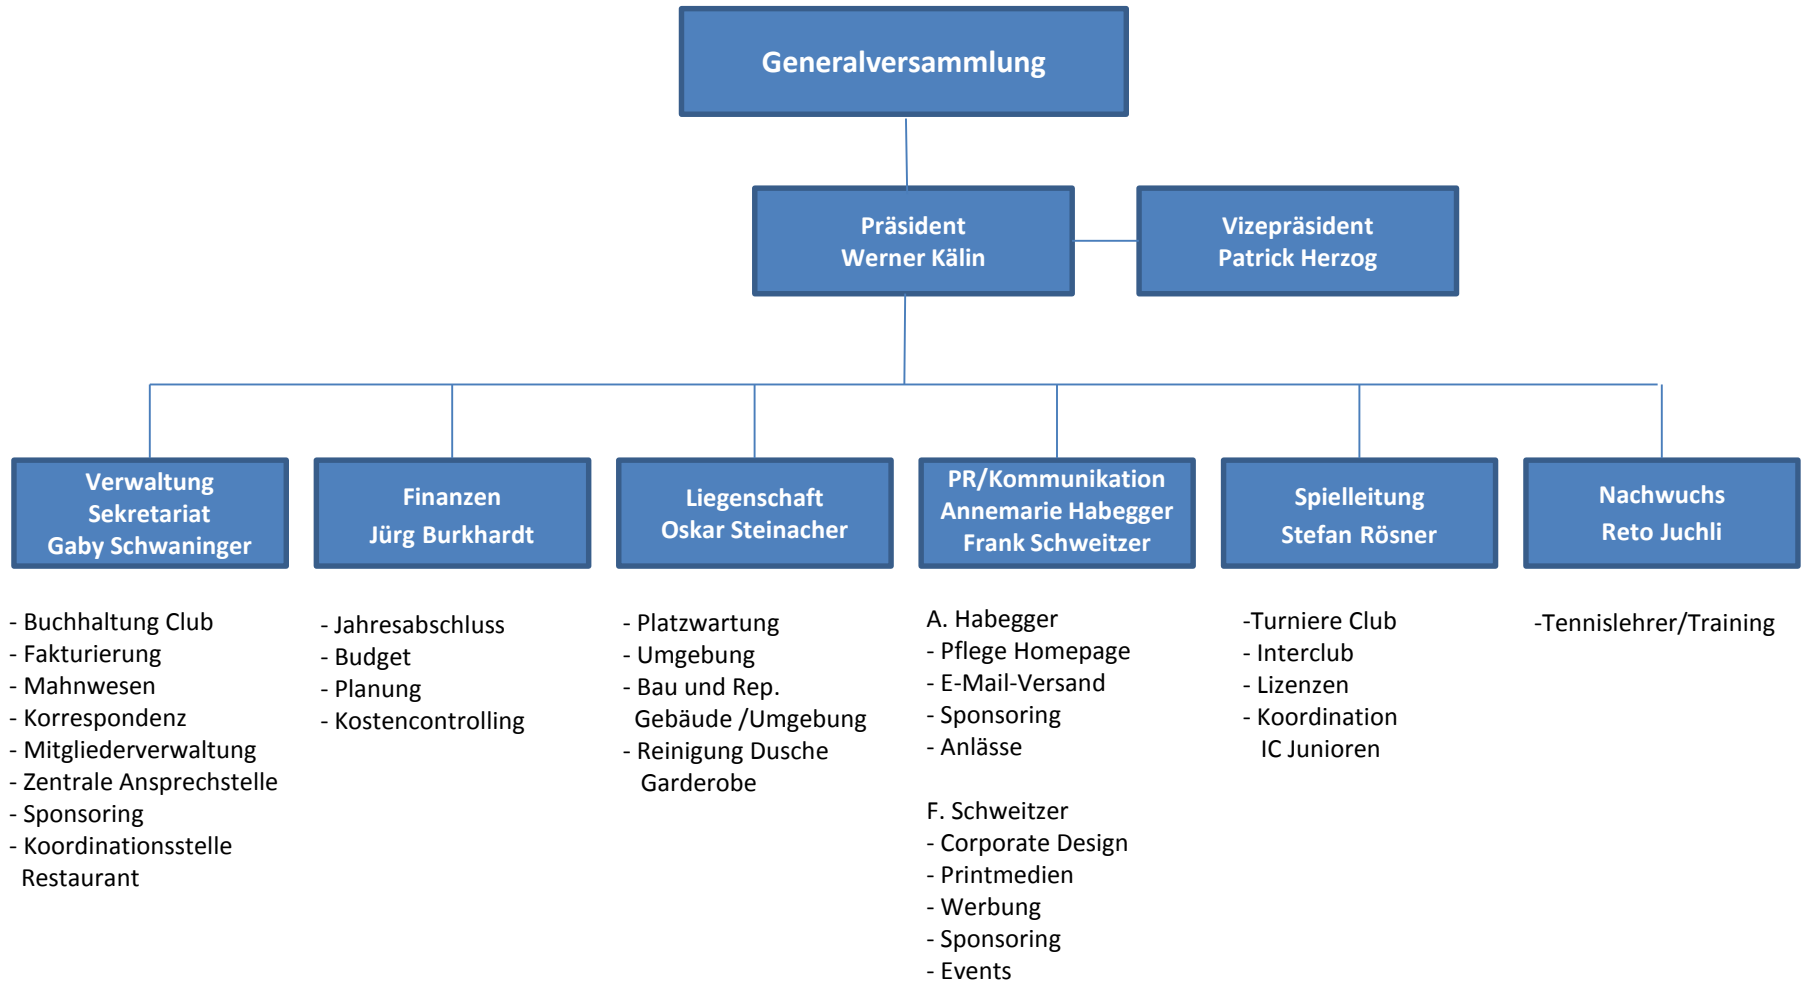 Generalversammlung
Präsident
Werner Kälin
Vizepräsident
Patrick Herzog
Verwaltung
Sekretariat
Gaby Schwaninger
Finanzen
Jürg Burkhardt
Liegenschaft
Oskar Steinacher
PR/Kommunikation
Annemarie Habegger
Frank Schweitzer
Spielleitung
Stefan Rösner
Nachwuchs
Reto Juchli
- Buchhaltung Club
- Fakturierung
- Mahnwesen
- Korrespondenz
- Mitgliederverwaltung
- Zentrale Ansprechstelle
- Sponsoring
- Koordinationsstelle
Restaurant
- Jahresabschluss
- Budget
- Planung
- Kostencontrolling
- Platzwartung
- Umgebung
- Bau und Rep.
Gebäude /Umgebung
- Reinigung Dusche
Garderobe
A. Habegger
- Pflege Homepage
- E-Mail-Versand
- Sponsoring
- Anlässe
F. Schweitzer
- Corporate Design
- Printmedien
- Werbung
- Sponsoring
- Events
-Turniere Club
- Interclub
- Lizenzen
- Koordination
IC Junioren
-Tennislehrer/Training